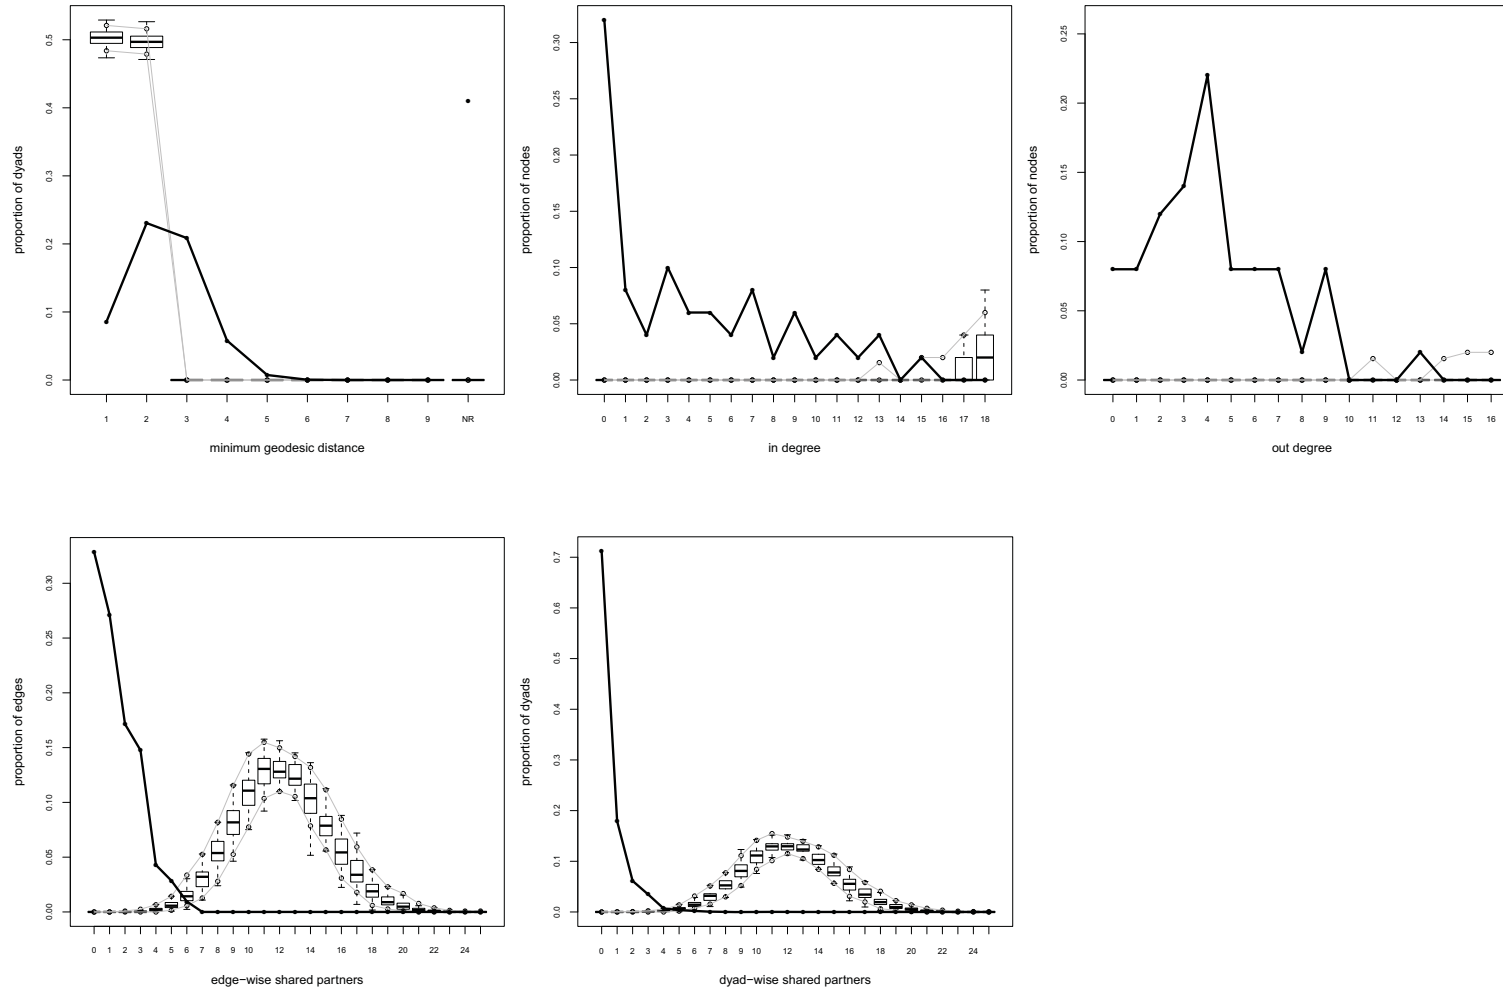 proportion of dyads
0.0 0.1 0.2 0.3 0.4 0.5
1 2 3 4 5 6 7 8 9 NR
minimum geodesic distance
proportion of nodes
0.00 0.05 0.10 0.15 0.20 0.25 0.30
0 1 2 3 4 5 6 7 8 9 10 11 12 13 14 15 16 17 18
in degree
proportion of nodes
0.00 0.05 0.10 0.15 0.20 0.25
0 1 2 3 4 5 6 7 8 9 10 11 12 13 14 15 16
out degree
proportion of edges
0.00 0.05 0.10 0.15 0.20 0.25 0.30
0 1 2 3 4 5 6 7 8 9 10 12 14 16 18 20 22 24
edge−wise shared partners
proportion of dyads
0.0 0.1 0.2 0.3 0.4 0.5 0.6 0.7
0 1 2 3 4 5 6 7 8 9 10 12 14 16 18 20 22 24
dyad−wise shared partners